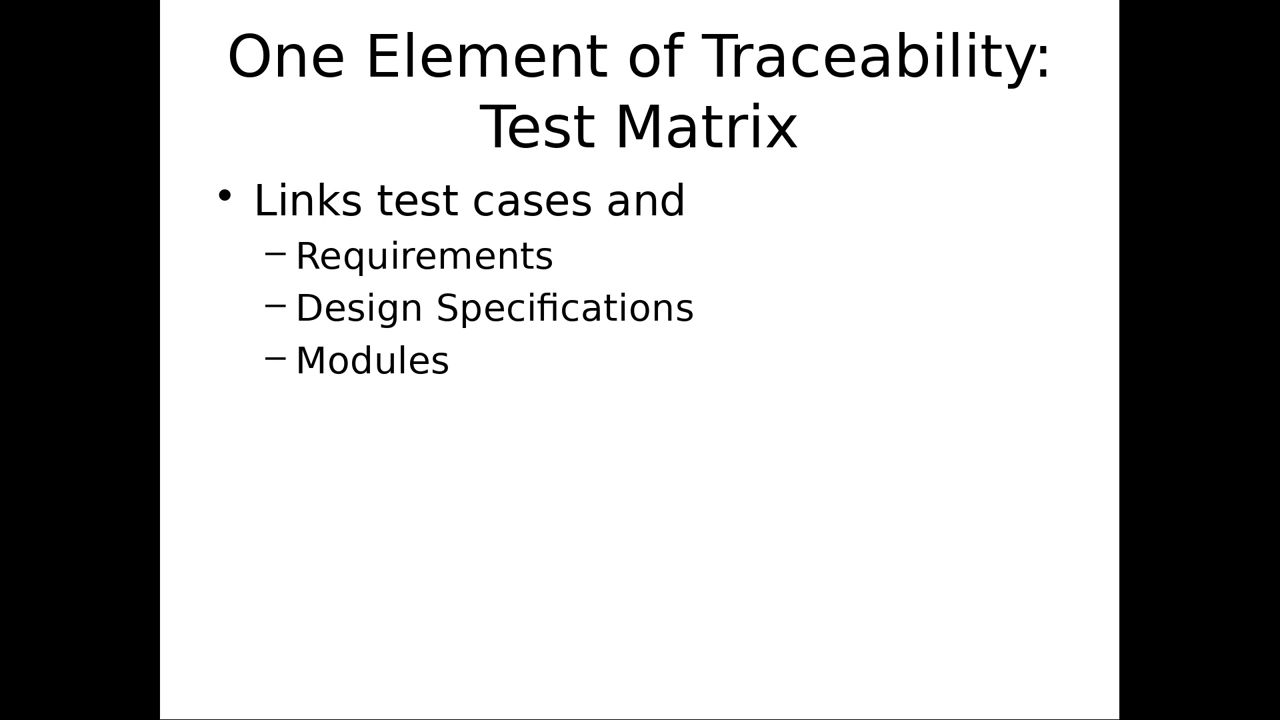 One Element of Traceability:
Test Matrix
• Links test cases and
– Requirements
– Design Specifications
– Modules